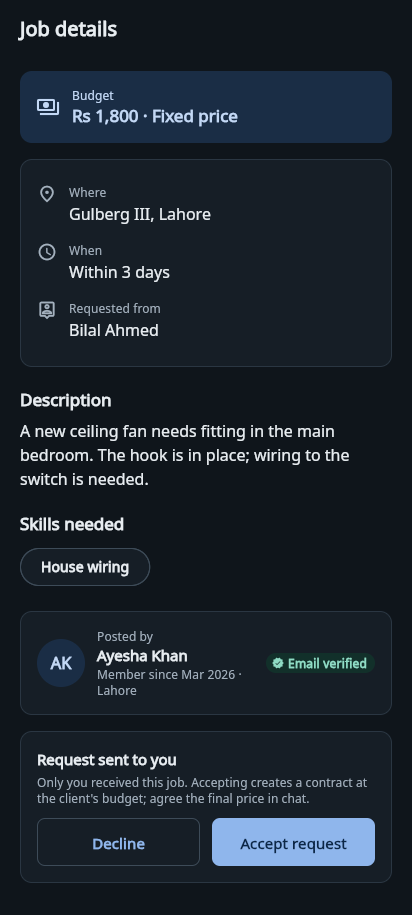 Job details
Budget
Rs 1,800 · Fixed price
Where
Gulberg III, Lahore
When
Within 3 days
Requested from
Bilal Ahmed
Description
A new ceiling fan needs fitting in the main
bedroom. The hook is in place; wiring to the
switch is needed.
Skills needed
House wiring
AK
Posted by
Ayesha Khan
Member since Mar 2026 ·
Lahore
Email verified
Request sent to you
Only you received this job. Accepting creates a contract at
the client's budget; agree the final price in chat.
Decline
Accept request